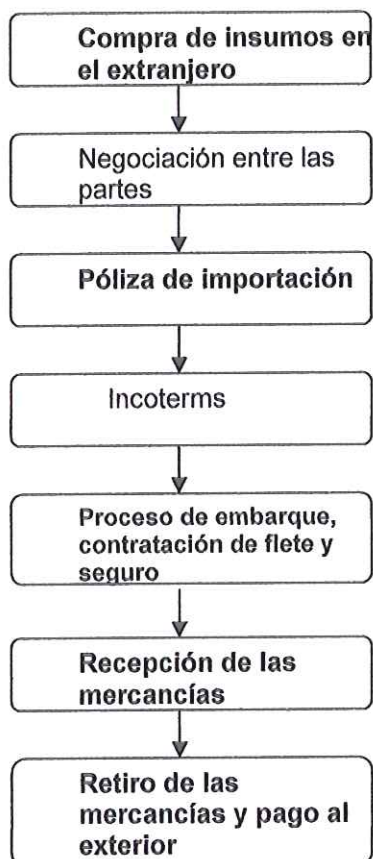 Compra de insumos en
el extranjero
Negociación entre las
partes
Póliza de importación
Incoterms
Proceso de embarque,
contratación de flete y
seguro
Recepción de las
mercancías
Retiro de las
mercancías y pago al
exterior